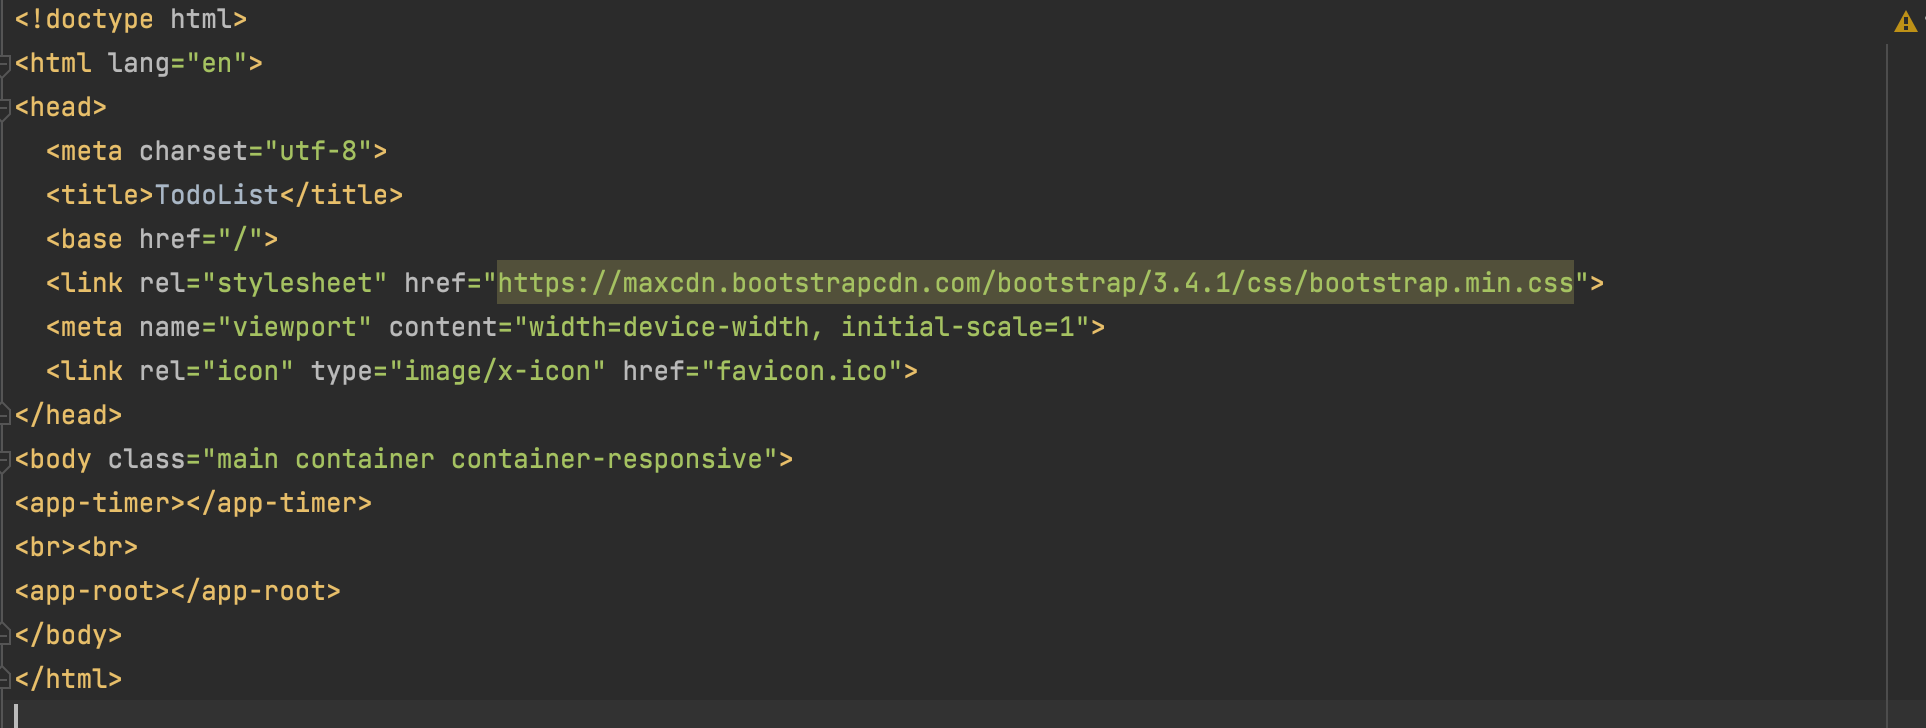 <!doctype html>
<html lang="en">
<head>
  <meta charset="utf-8">
  <title>TodoList</title>
  <base href="/">
  <link rel="stylesheet" href="https://maxcdn.bootstrapcdn.com/bootstrap/3.4.1/css/bootstrap.min.css">
  <meta name="viewport" content="width=device-width, initial-scale=1">
  <link rel="icon" type="image/x-icon" href="favicon.ico">
</head>
<body class="main container container-responsive">
<app-timer></app-timer>
<br><br>
<app-root></app-root>
</body>
</html>